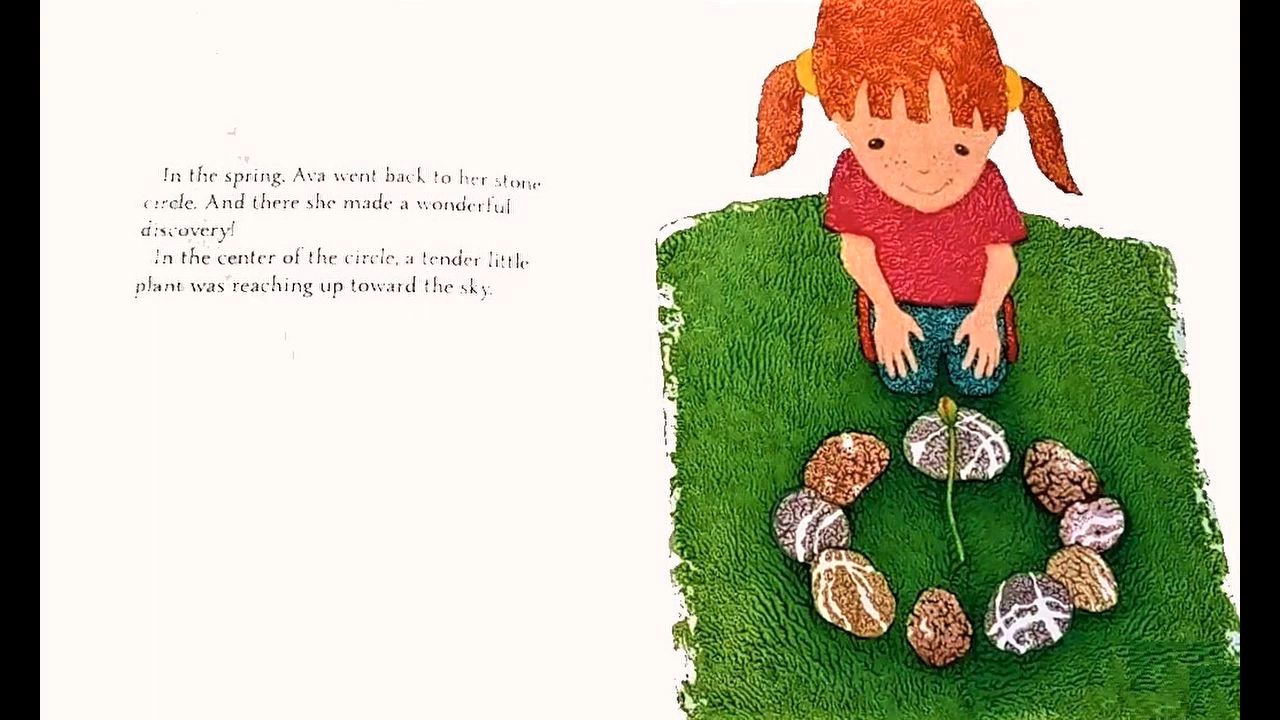 In the spring, Ava went back to her stone
circle. And there she made a wonderful
discovery!
In the center of the circle, a tender little
plant was reaching up toward the sky.